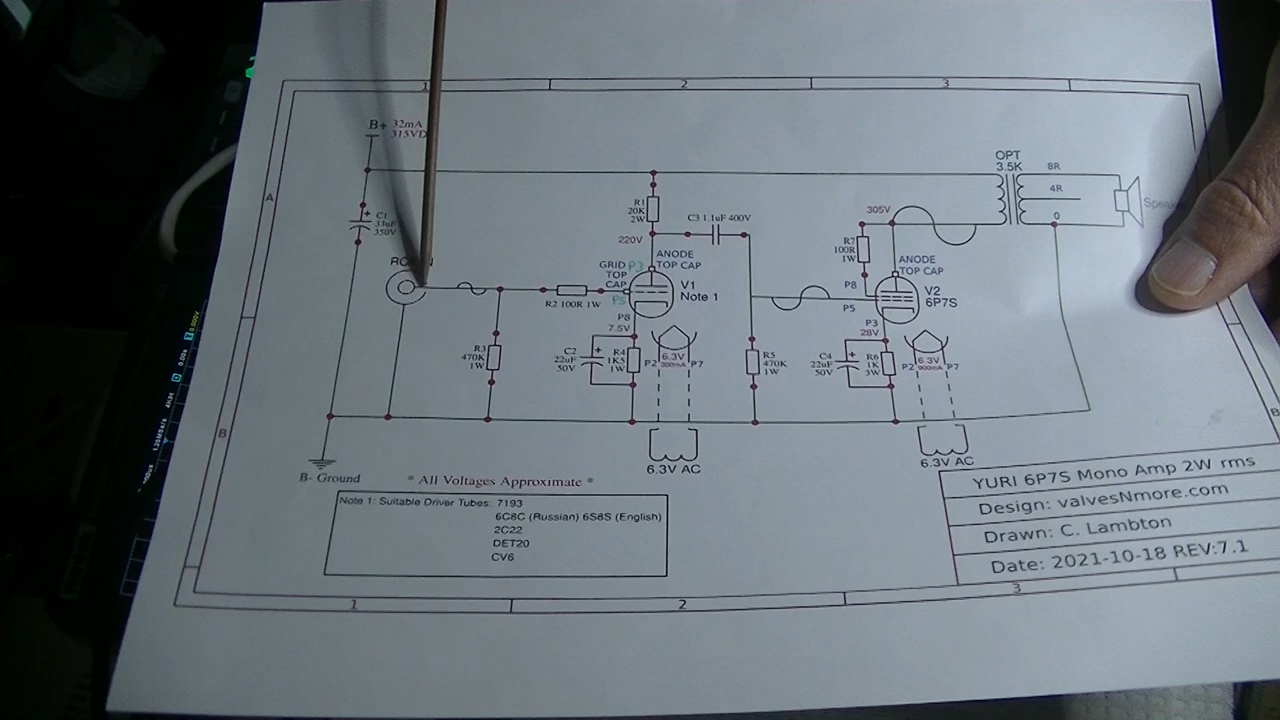 1
2
3
A
B
B
B+ 32mA
315VD
C1
33uF
350V
R1
20K
2W
220V
C3 1.1uF 400V
GRID P3
TOP
CAP
P5
ANODE
TOP CAP
V1
Note 1
R2 100R 1W
R3
470K
1W
P8
7.5V
C2
22uF
50V
R4
1K5
1W
P2
6.3V
300mA
P7
R5
470K
1W
305V
R7
100R
1W
P8
P5
ANODE
TOP CAP
V2
6P7S
P3
28V
C4
22uF
50V
R6
1K
3W
P2
6.3V
900mA
P7
OPT
3.5K
8R
4R
0
6.3V AC
6.3V AC
B- Ground
* All Voltages Approximate *
Note 1: Suitable Driver Tubes: 7193
6C8C (Russian) 6S8S (English)
2C22
DET20
CV6
YURI 6P7S Mono Amp 2W rms
Design: valvesNmore.com
Drawn: C. Lambton
Date: 2021-10-18 REV:7.1
1
2
3